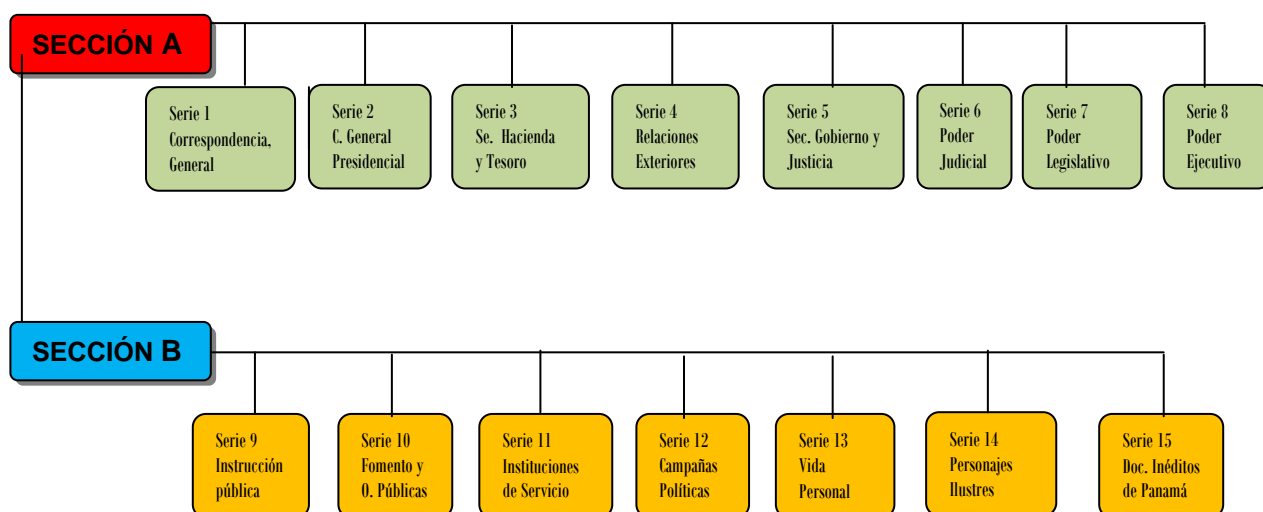 SECCIÓN A
Serie 1
Correspondencia,
General
Serie 2
C. General
Presidencial
Serie 3
Se. Hacienda
y Tesoro
Serie 4
Relaciones
Exteriores
Serie 5
Sec. Gobierno y
Justicia
Serie 6
Poder
Judicial
Serie 7
Poder
Legislativo
Serie 8
Poder
Ejecutivo
SECCIÓN B
Serie 9
Instrucción
pública
Serie 10
Fomento y
O. Públicas
Serie 11
Instituciones
de Servicio
Serie 12
Campañas
Políticas
Serie 13
Vida
Personal
Serie 14
Personajes
Ilustres
Serie 15
Doc. Inéditos
de Panamá